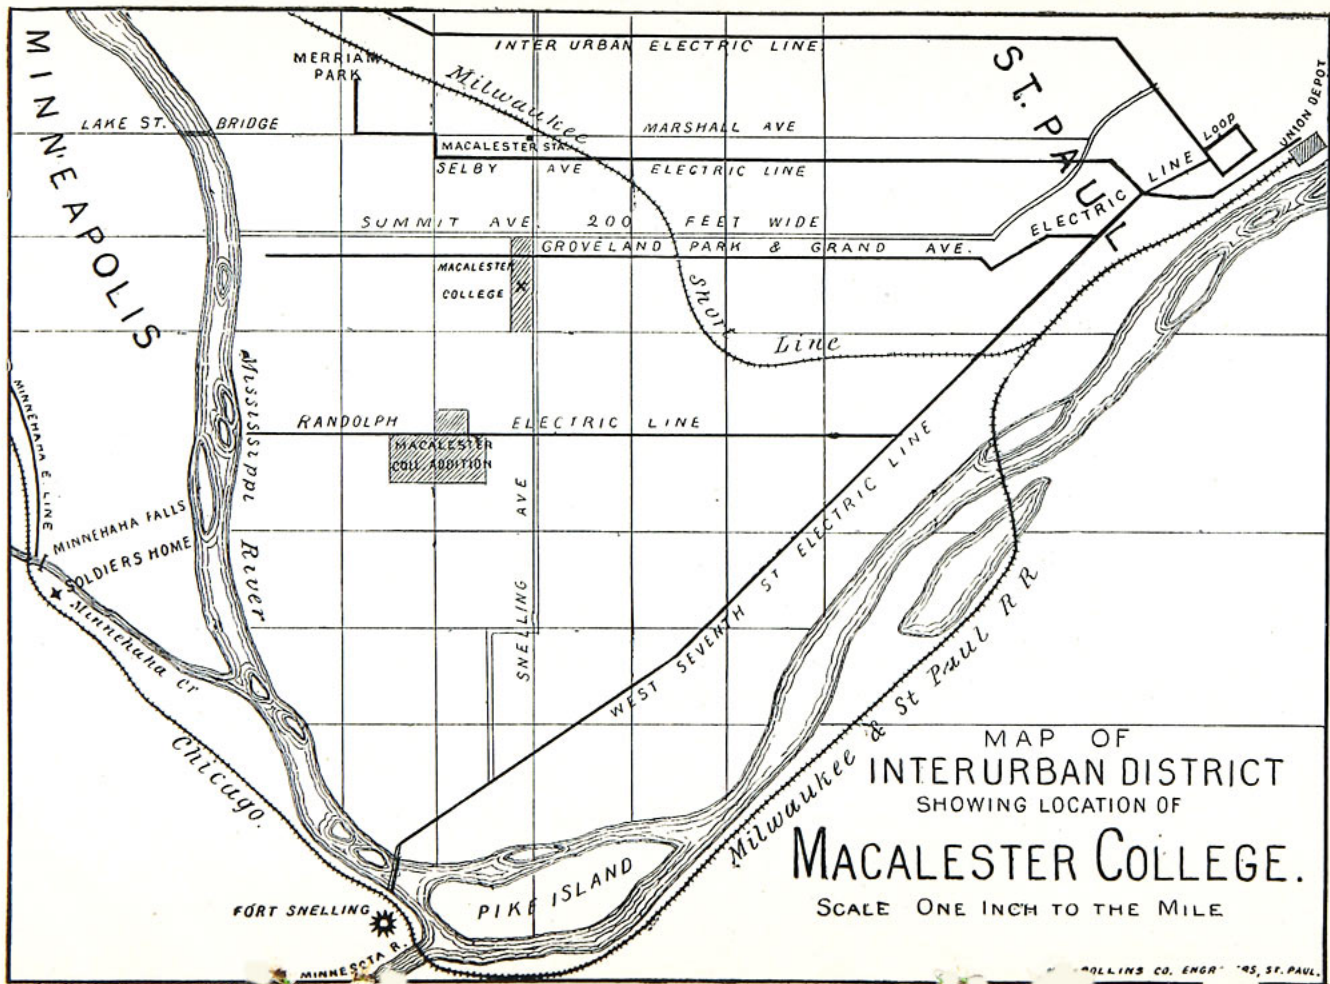 MINNEAPOLIS
MERRIAM
PARK
INTER URBAN ELECTRIC LINE
ST. PAUL
LOOP
UNION DEPOT
Milwaukee
Short
Line
LAKE ST. BRIDGE
MARSHALL AVE
MACALESTER STA.
SELBY AVE ELECTRIC LINE
ELECTRIC LINE
SUMMIT AVE. 200 FEET WIDE
GROVELAND PARK & GRAND AVE.
MACALESTER
COLLEGE
Mississippi River
RANDOLPH ELECTRIC LINE
MACALESTER
COLL. ADDITION
MINNEHAHA E. LINE
MINNEHAHA FALLS
SOLDIERS HOME
Minnehaha cr
SNELLING AVE
WEST SEVENTH ST ELECTRIC LINE
Chicago.
Milwaukee & St Paul R R
PIKE ISLAND
FORT SNELLING
MINNESOTA R.
MAP OF
INTERURBAN DISTRICT
SHOWING LOCATION OF
MACALESTER COLLEGE.
SCALE ONE INCH TO THE MILE
CO. ENGR ST. PAUL.